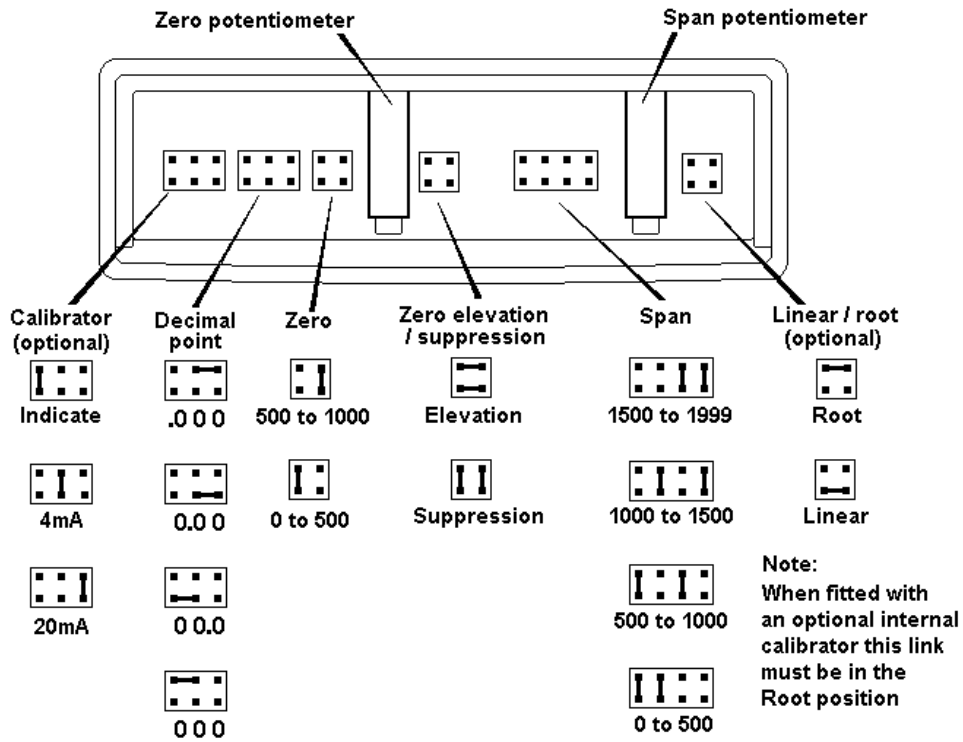 Zero potentiometer
Span potentiometer
Calibrator
(optional)
Decimal
point
Zero
Zero elevation
/ suppression
Span
Linear / root
(optional)
Indicate
.0 0 0
500 to 1000
Elevation
1500 to 1999
Root
4mA
0.0 0
0 to 500
Suppression
1000 to 1500
Linear
20mA
0 0.0
500 to 1000
0 0 0
0 to 500
Note:
When fitted with
an optional internal
calibrator this link
must be in the
Root position